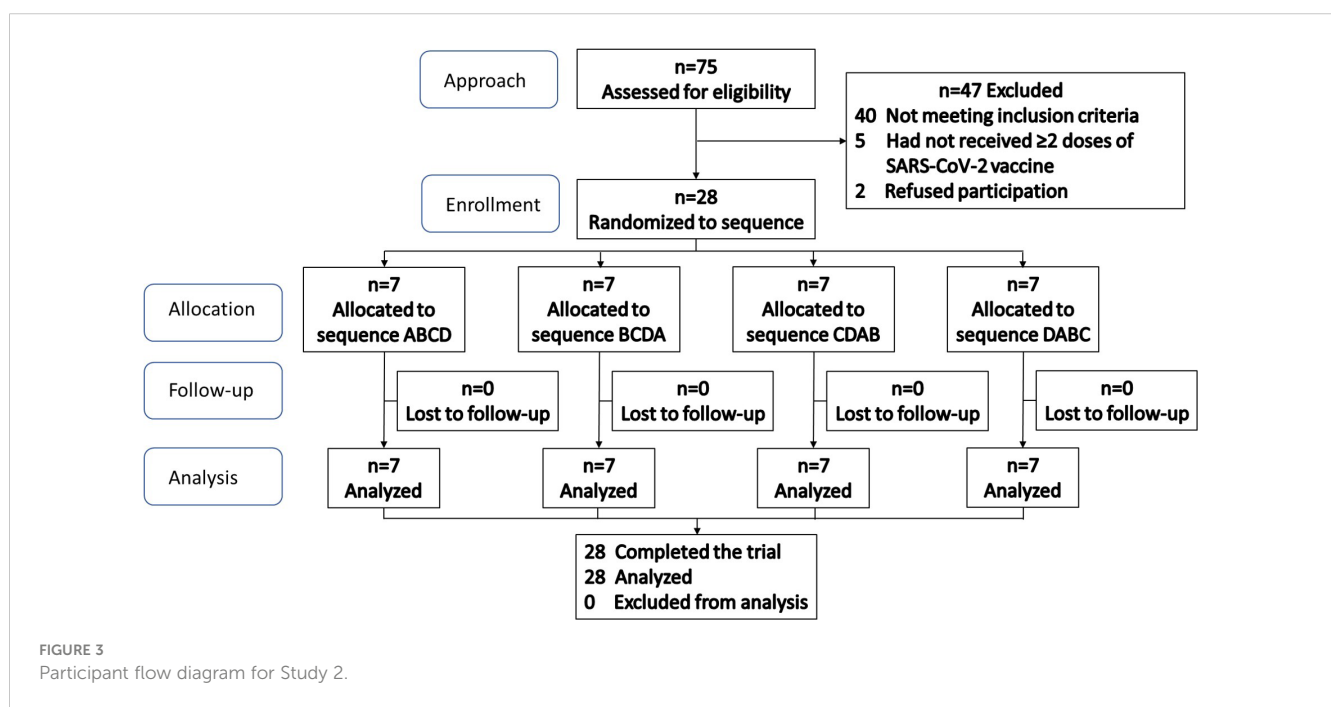 Approach
n=75
Assessed for eligibility
n=47 Excluded
40 Not meeting inclusion criteria
5 Had not received ≥2 doses of
SARS-CoV-2 vaccine
2 Refused participation
Enrollment
n=28
Randomized to sequence
Allocation
n=7
Allocated to
sequence ABCD
n=7
Allocated to
sequence BCDA
n=7
Allocated to
sequence CDAB
n=7
Allocated to
sequence DABC
Follow-up
n=0
Lost to follow-up
n=0
Lost to follow-up
n=0
Lost to follow-up
n=0
Lost to follow-up
Analysis
n=7
Analyzed
n=7
Analyzed
n=7
Analyzed
n=7
Analyzed
28 Completed the trial
28 Analyzed
0 Excluded from analysis
FIGURE 3
Participant flow diagram for Study 2.